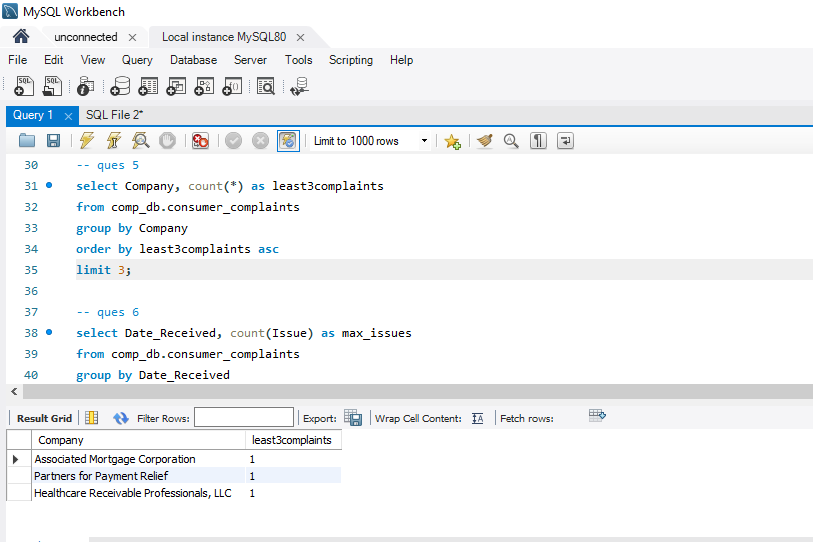 MySQL Workbench
unconnected Local instance MySQL80
File Edit View Query Database Server Tools Scripting Help
Query 1 SQL File 2*
Limit to 1000 rows
30 -- ques 5
31 select Company, count(*) as least3complaints
32 from comp_db.consumer_complaints
33 group by Company
34 order by least3complaints asc
35 limit 3;
36
37 -- ques 6
38 select Date_Received, count(Issue) as max_issues
39 from comp_db.consumer_complaints
40 group by Date_Received
Result Grid Filter Rows: Export: Wrap Cell Content: Fetch rows:
Company least3complaints
Associated Mortgage Corporation 1
Partners for Payment Relief 1
Healthcare Receivable Professionals, LLC 1